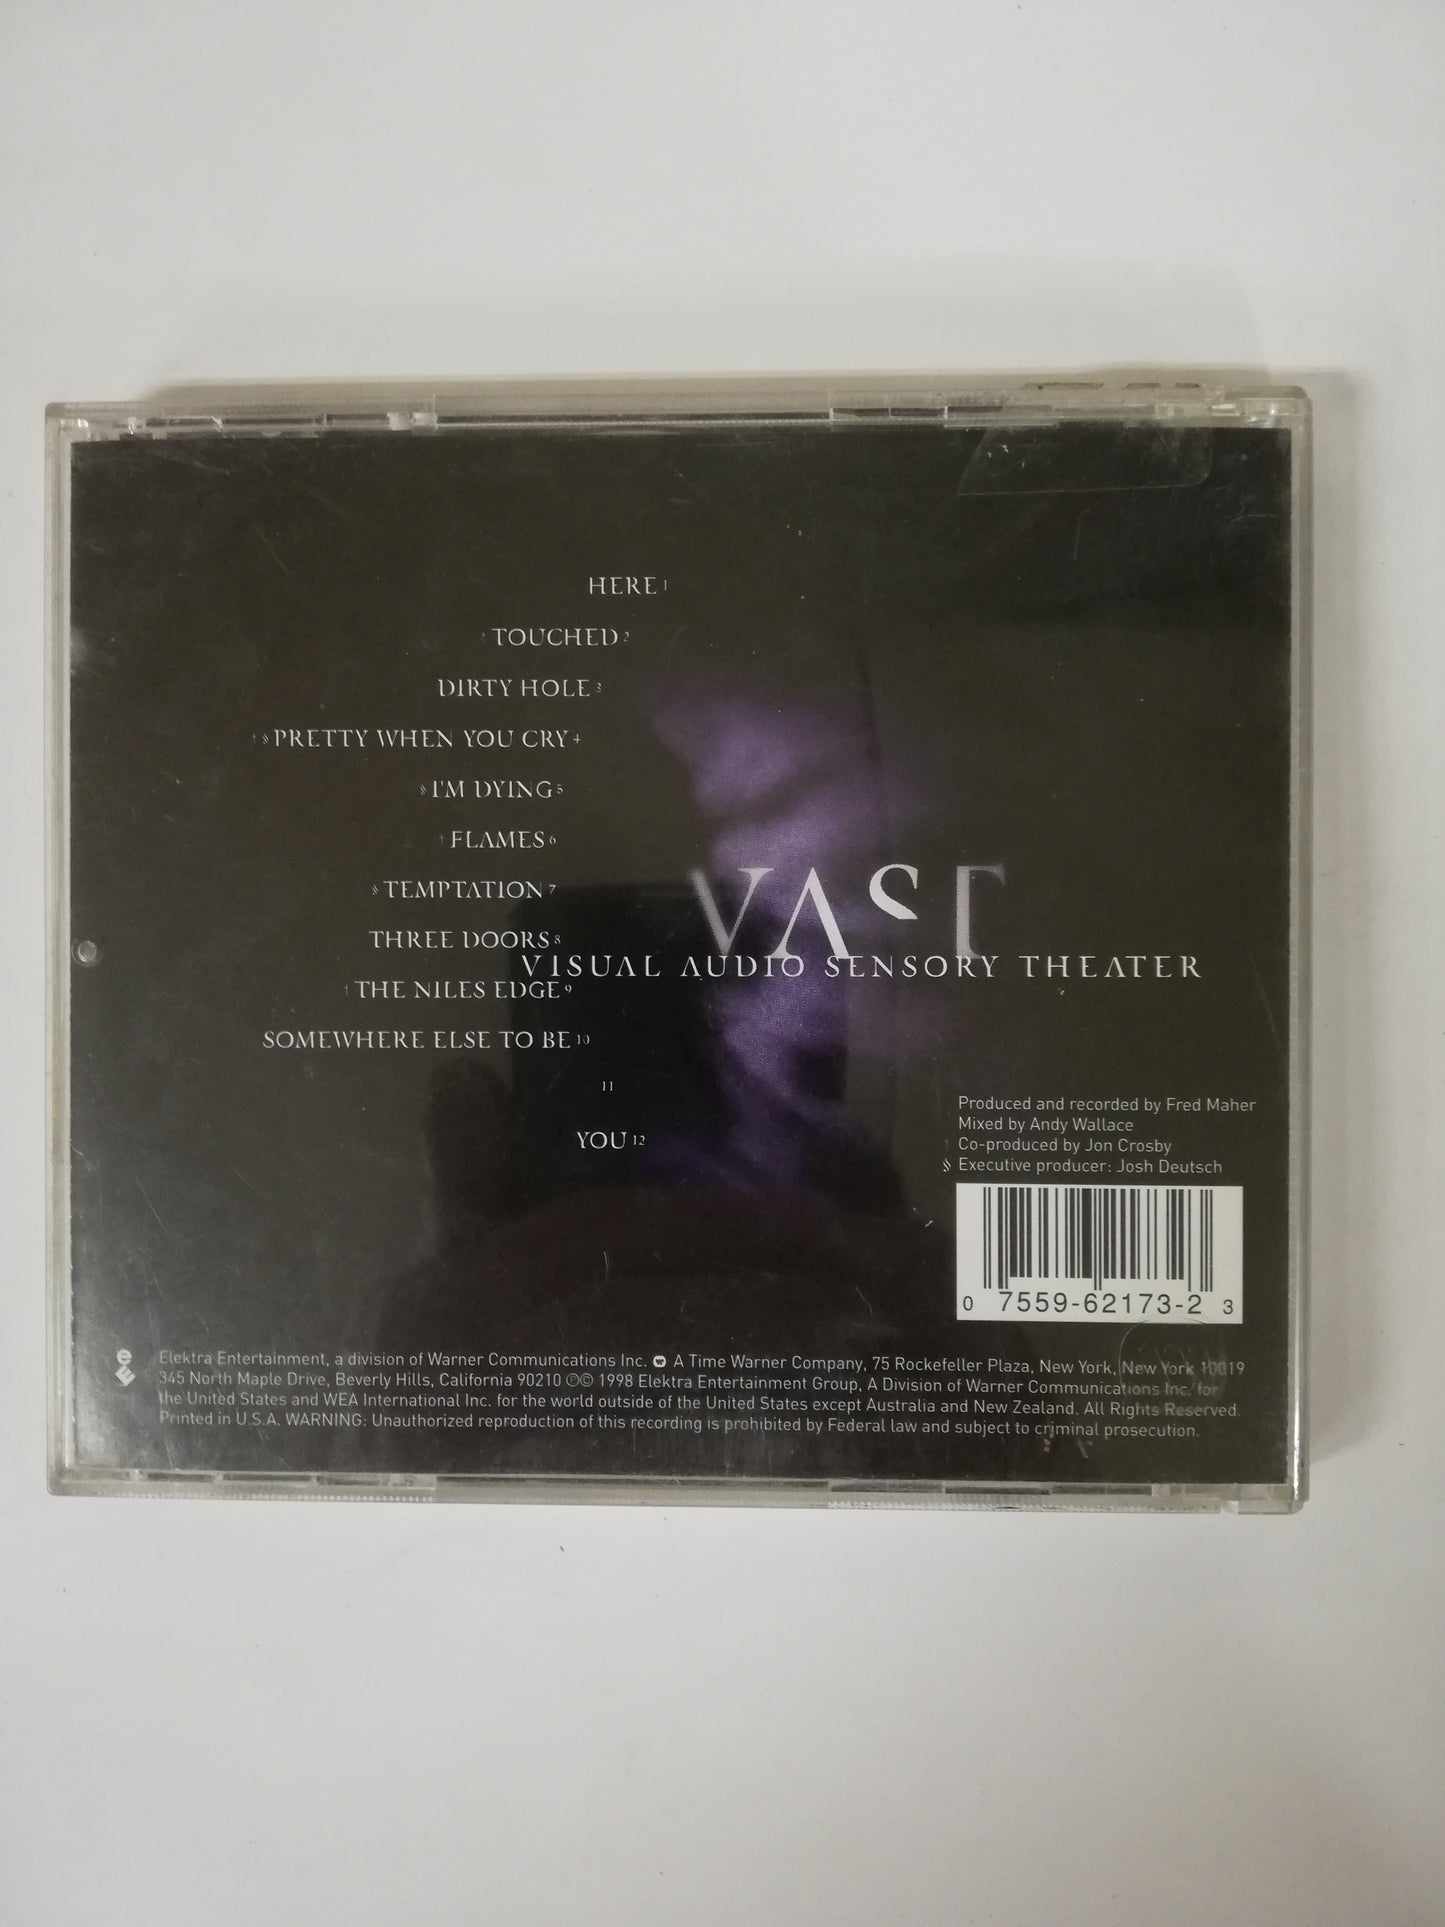 HERE 1
† TOUCHED 2
DIRTY HOLE 3
† § PRETTY WHEN YOU CRY 4
§ I'M DYING 5
† FLAMES 6
§ TEMPTATION 7
THREE DOORS 8
† THE NILES EDGE 9
SOMEWHERE ELSE TO BE 10
11
YOU 12
VAST
VISUAL AUDIO SENSORY THEATER
Produced and recorded by Fred Maher
Mixed by Andy Wallace
† Co-produced by Jon Crosby
§ Executive producer: Josh Deutsch
0 7559-62173-2 3
e
Elektra Entertainment, a division of Warner Communications Inc. A Time Warner Company, 75 Rockefeller Plaza, New York, New York 10019
345 North Maple Drive, Beverly Hills, California 90210 ℗© 1998 Elektra Entertainment Group, A Division of Warner Communications Inc. for
the United States and WEA International Inc. for the world outside of the United States except Australia and New Zealand. All Rights Reserved.
Printed in U.S.A. WARNING: Unauthorized reproduction of this recording is prohibited by Federal law and subject to criminal prosecution.